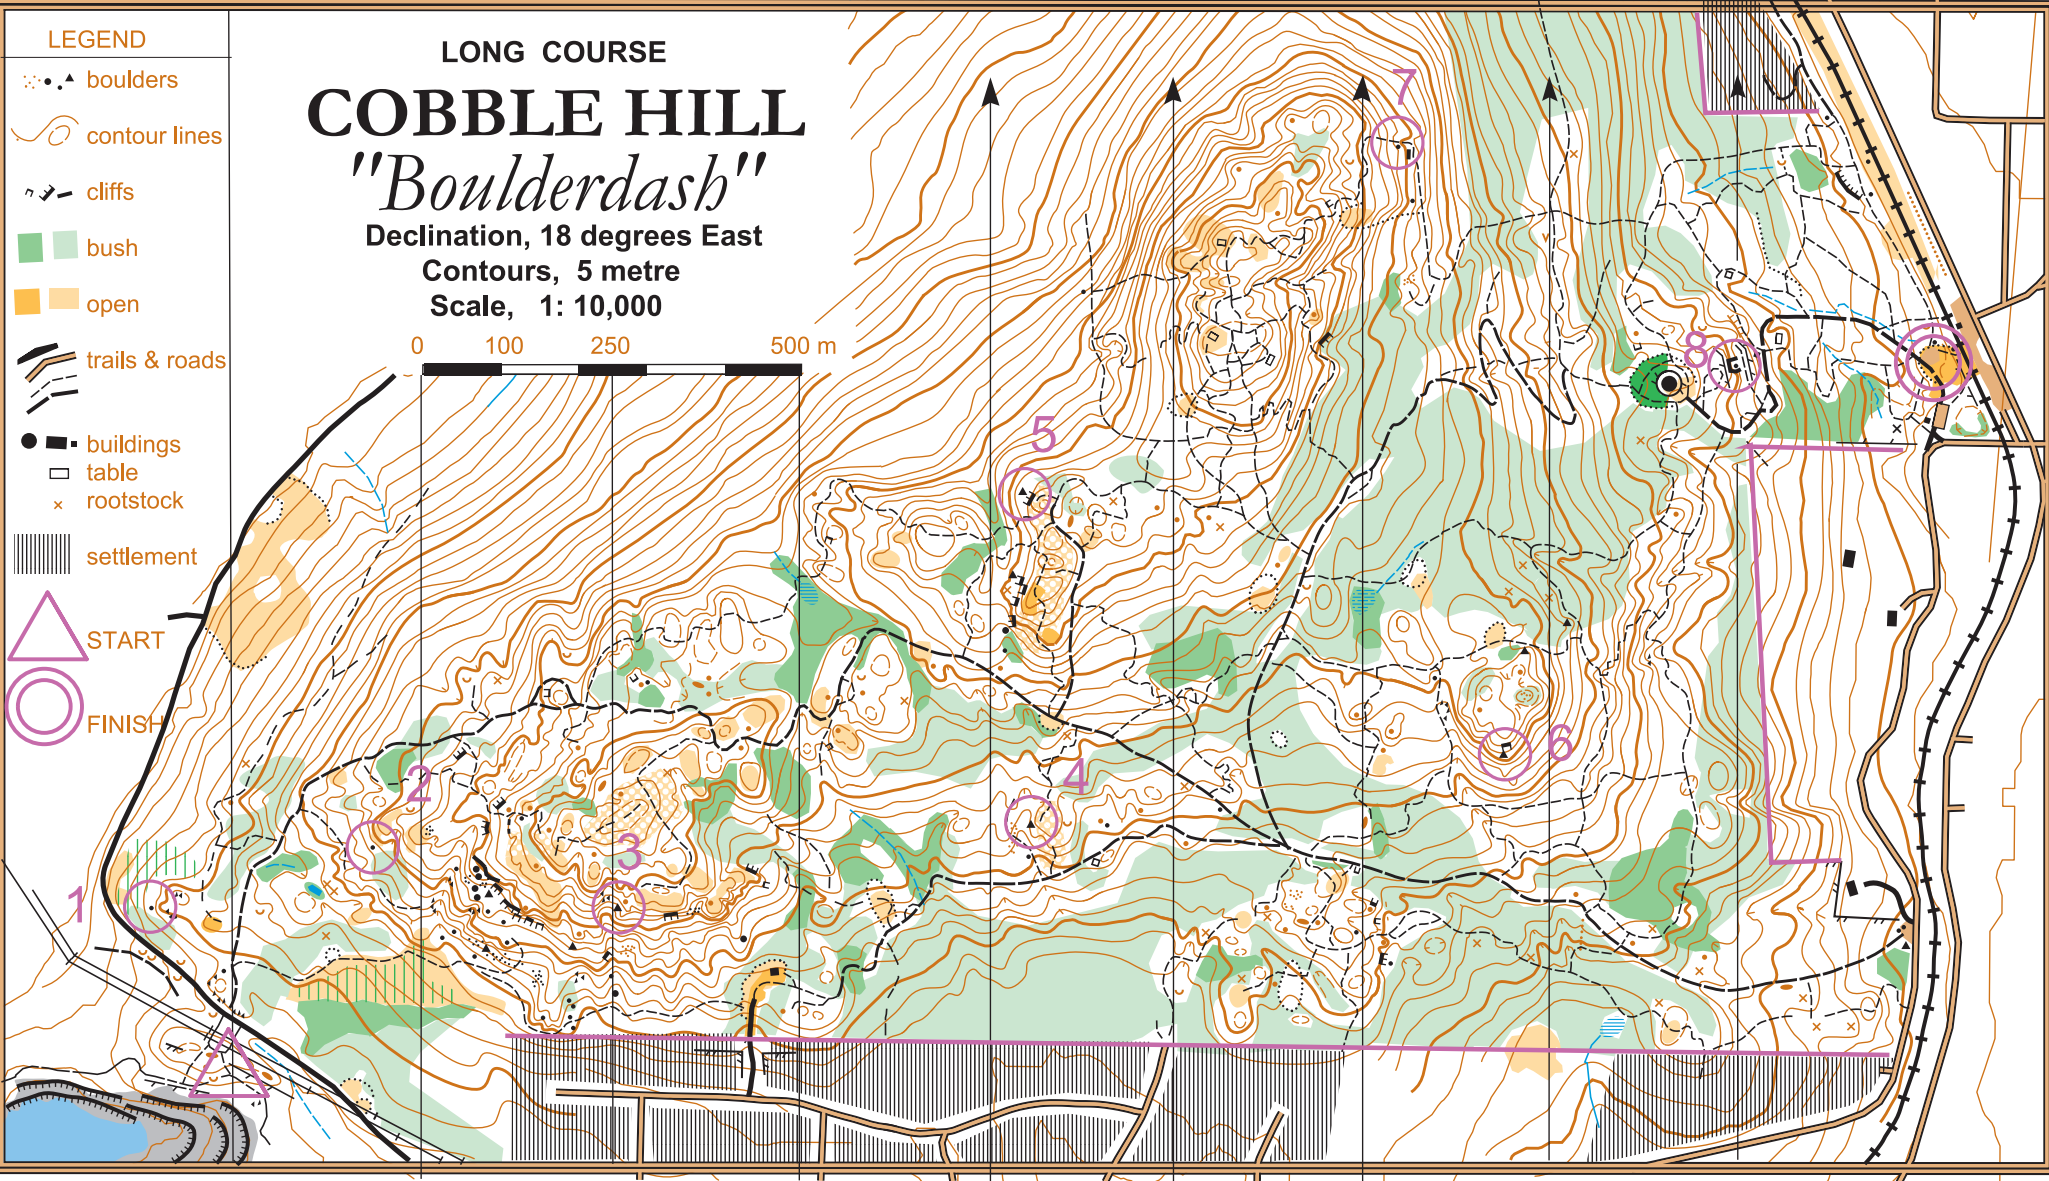 LEGEND
boulders
contour lines
cliffs
bush
open
trails & roads
buildings
table
rootstock
settlement
START
FINISH
LONG COURSE
COBBLE HILL
"Boulderdash"
Declination, 18 degrees East
Contours, 5 metre
Scale, 1: 10,000
0 100 250 500 m
7
8
5
6
4
2
3
1